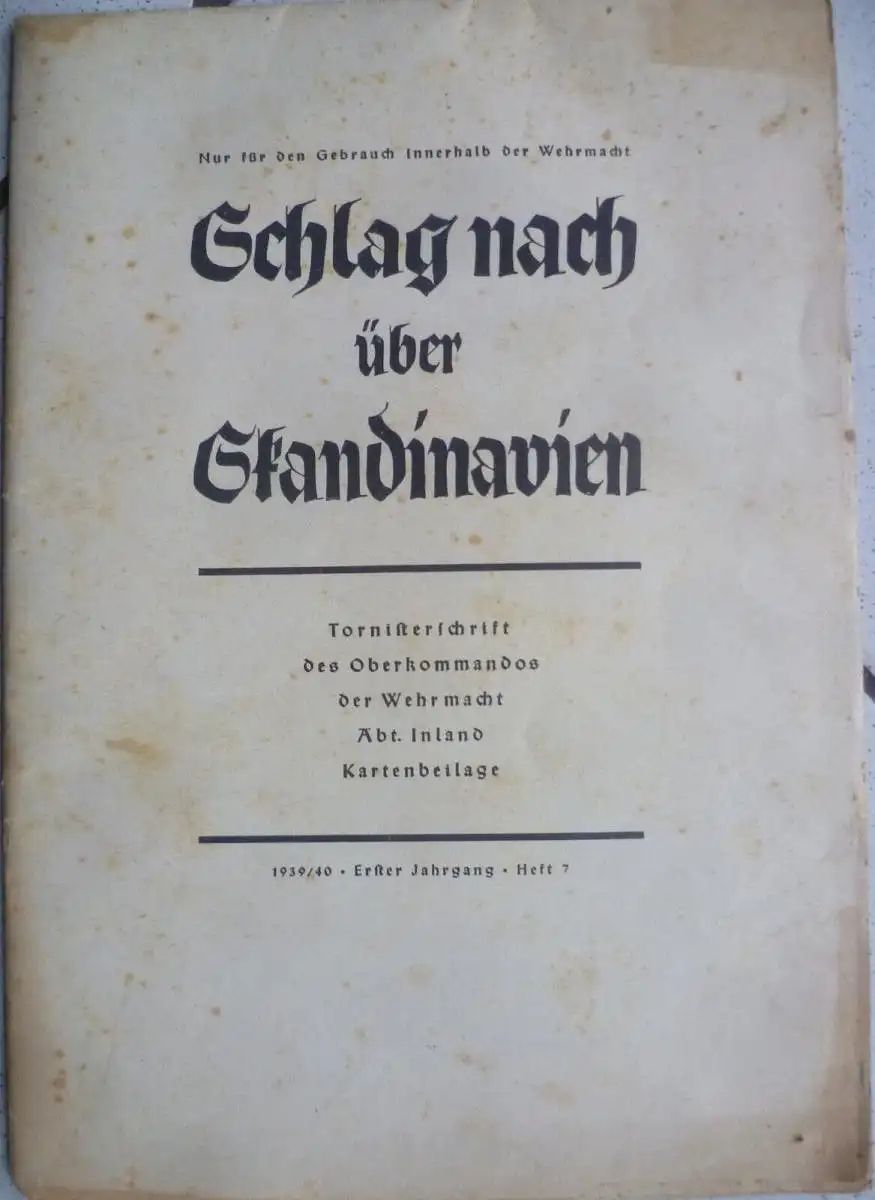 Nur für den Gebrauch innerhalb der Wehrmacht
Schlag nach
über
Skandinavien
Tornisterschrift
des Oberkommandos
der Wehrmacht
Abt. Inland
Kartenbeilage
1939/40 • Erster Jahrgang • Heft 7